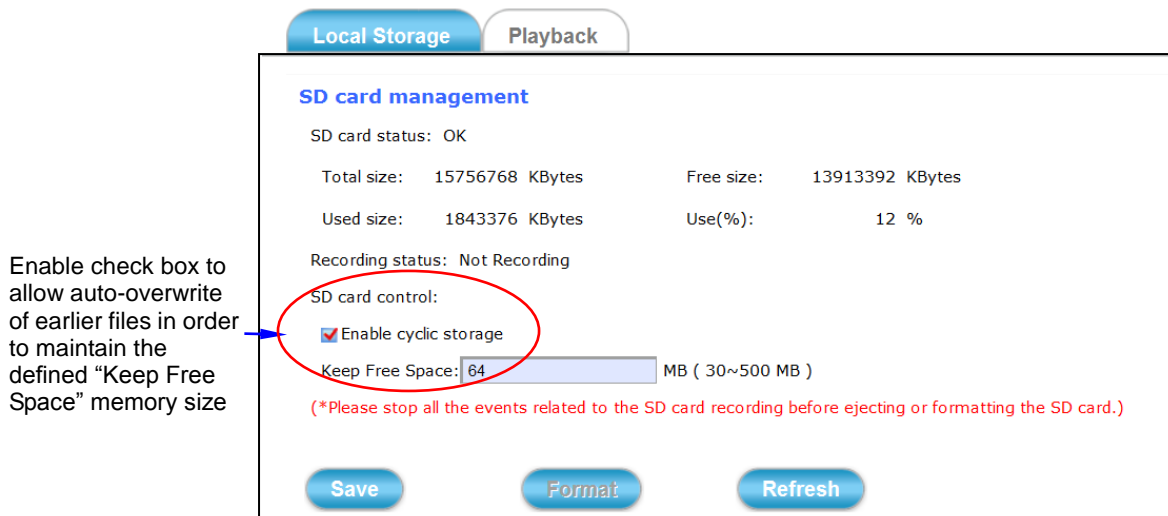 Local Storage Playback
SD card management
SD card status: OK
Total size: 15756768 KBytes Free size: 13913392 KBytes
Used size: 1843376 KBytes Use(%): 12 %
Recording status: Not Recording
SD card control:
Enable cyclic storage
Keep Free Space: 64 MB ( 30~500 MB )
(*Please stop all the events related to the SD card recording before ejecting or formatting the SD card.)
Save Format Refresh
Enable check box to
allow auto-overwrite
of earlier files in order
to maintain the
defined “Keep Free
Space” memory size